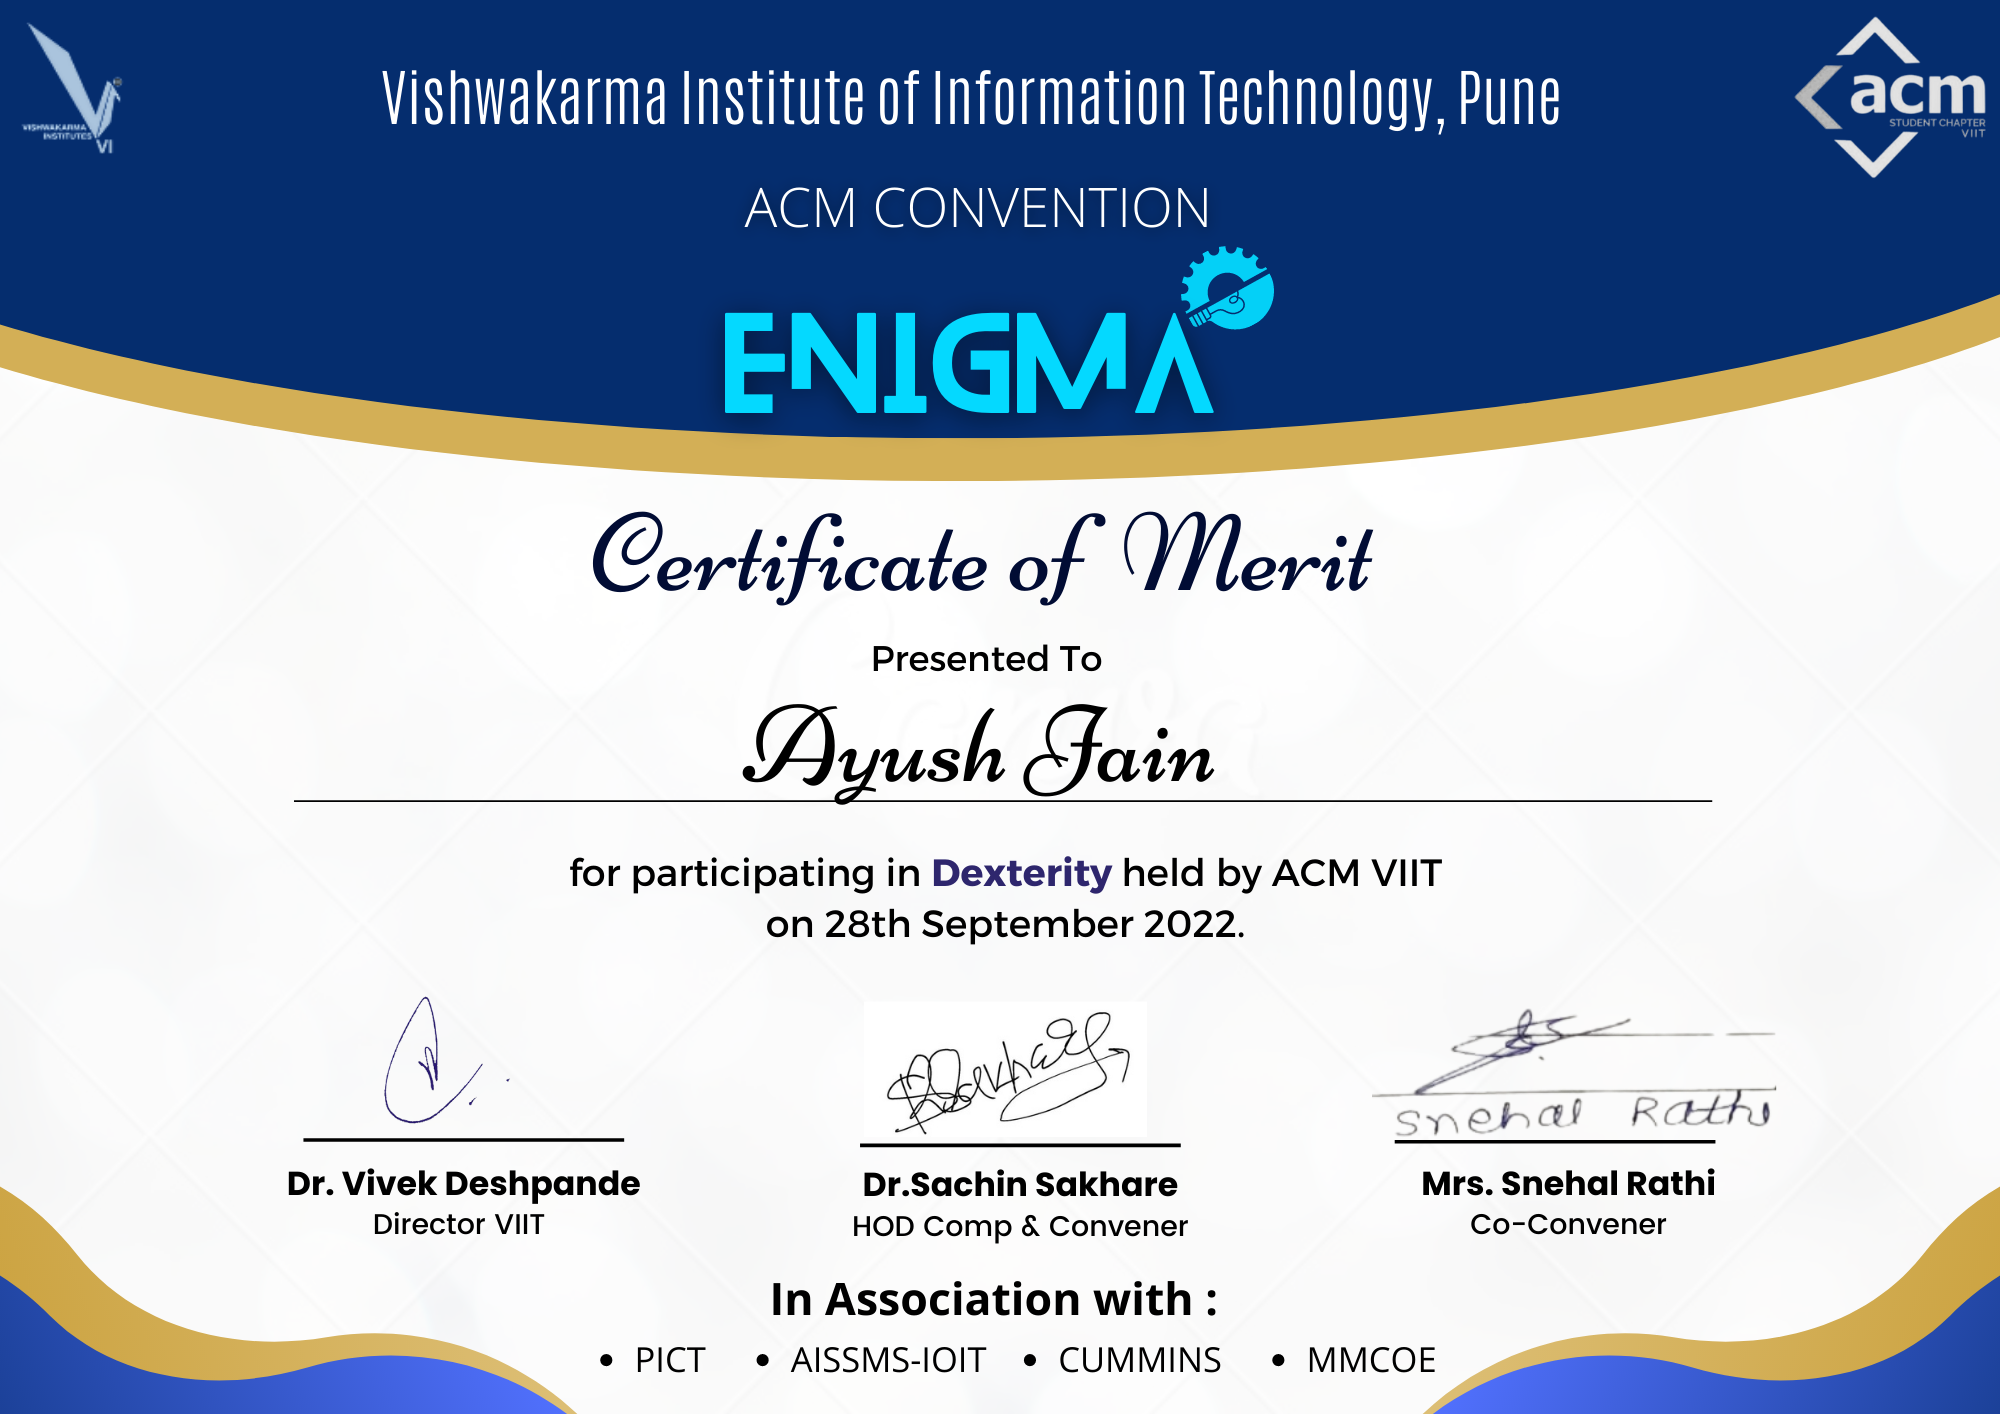 VISHWAKARMA
INSTITUTES
VI
acm
STUDENT CHAPTER
VIIT
Vishwakarma Institute of Information Technology, Pune
ACM CONVENTION
ENIGMA
Certificate of Merit
Presented To
Ayush Jain
for participating in Dexterity held by ACM VIIT
on 28th September 2022.
Snehal Rathi
Dr. Vivek Deshpande
Director VIIT
Dr.Sachin Sakhare
HOD Comp & Convener
Mrs. Snehal Rathi
Co-Convener
In Association with :
• PICT • AISSMS-IOIT • CUMMINS • MMCOE